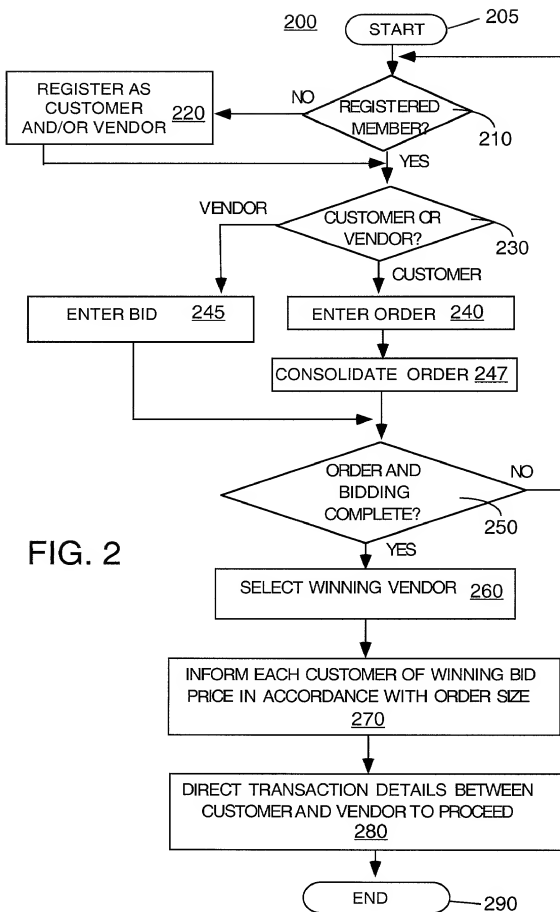 200
START
205
REGISTER AS
CUSTOMER
AND/OR VENDOR
220
NO
REGISTERED
MEMBER?
210
YES
VENDOR
CUSTOMER OR
VENDOR?
230
CUSTOMER
ENTER BID 245
ENTER ORDER 240
CONSOLIDATE ORDER 247
ORDER AND
BIDDING
COMPLETE?
NO
250
YES
FIG. 2
SELECT WINNING VENDOR 260
INFORM EACH CUSTOMER OF WINNING BID
PRICE IN ACCORDANCE WITH ORDER SIZE
270
DIRECT TRANSACTION DETAILS BETWEEN
CUSTOMER AND VENDOR TO PROCEED
280
END
290